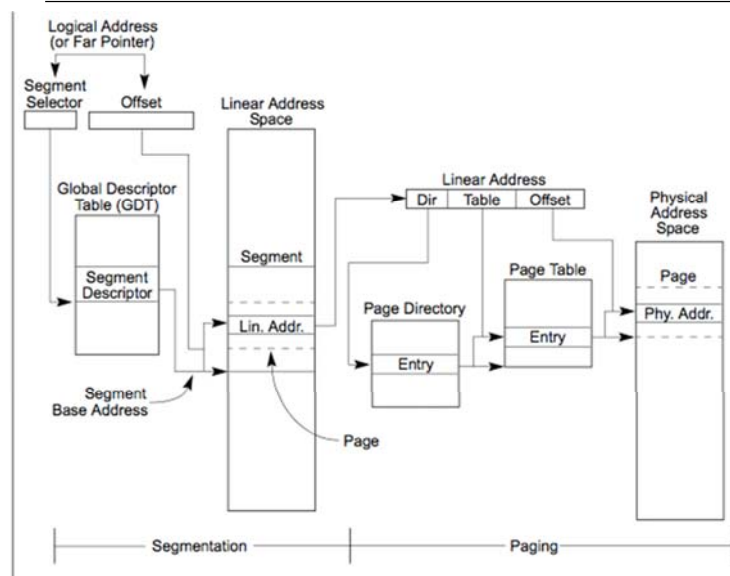 Logical Address
(or Far Pointer)
Segment
Selector
Offset
Linear Address
Space
Global Descriptor
Table (GDT)
Segment
Descriptor
Segment
Lin. Addr.
Segment
Base Address
Page
Linear Address
Dir
Table
Offset
Physical
Address
Space
Page Directory
Entry
Page Table
Entry
Page
Phy. Addr.
Segmentation
Paging